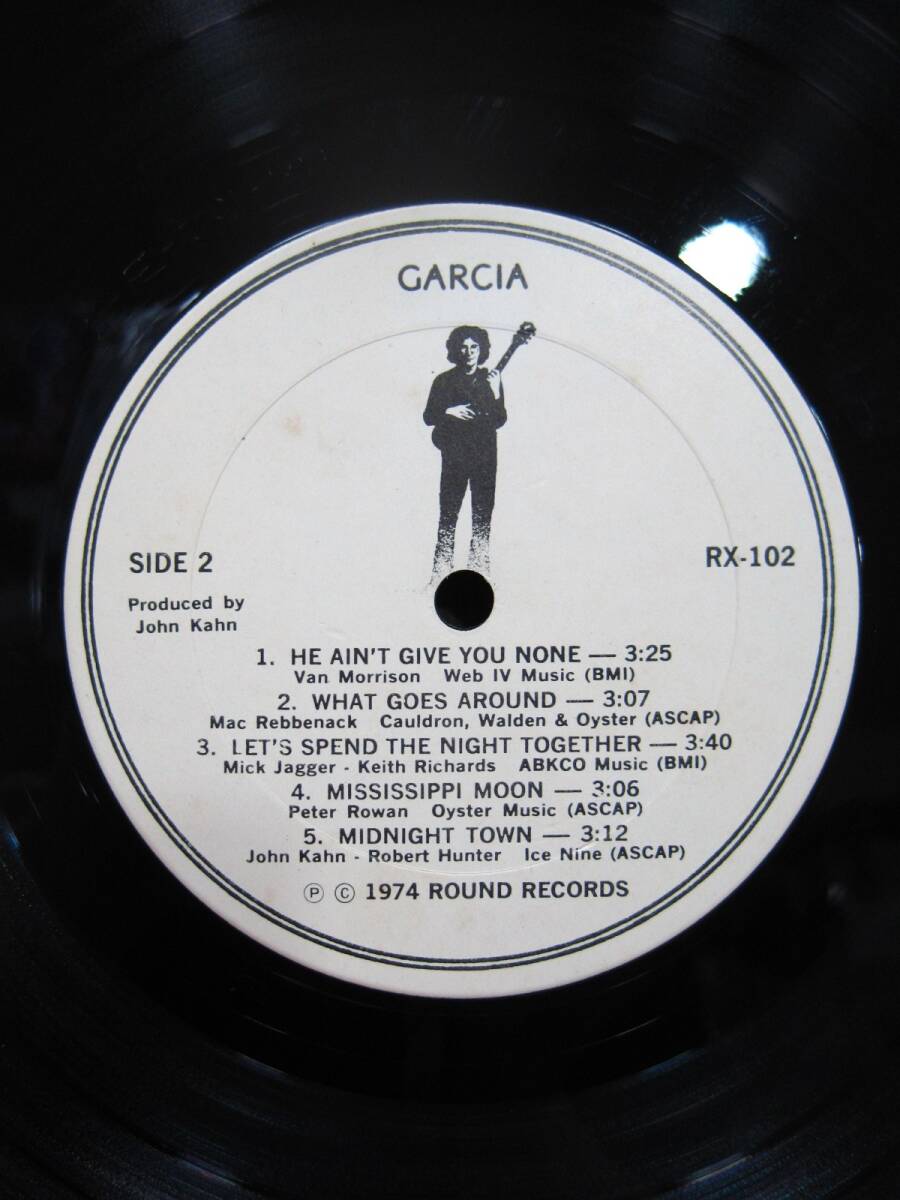 GARCIA
SIDE 2
RX-102
Produced by
John Kahn
1. HE AIN'T GIVE YOU NONE — 3:25
Van Morrison Web IV Music (BMI)
2. WHAT GOES AROUND — 3:07
Mac Rebbenack Cauldron, Walden & Oyster (ASCAP)
3. LET'S SPEND THE NIGHT TOGETHER — 3:40
Mick Jagger - Keith Richards ABKCO Music (BMI)
4. MISSISSIPPI MOON — 3:06
Peter Rowan Oyster Music (ASCAP)
5. MIDNIGHT TOWN — 3:12
John Kahn - Robert Hunter Ice Nine (ASCAP)
℗ © 1974 ROUND RECORDS